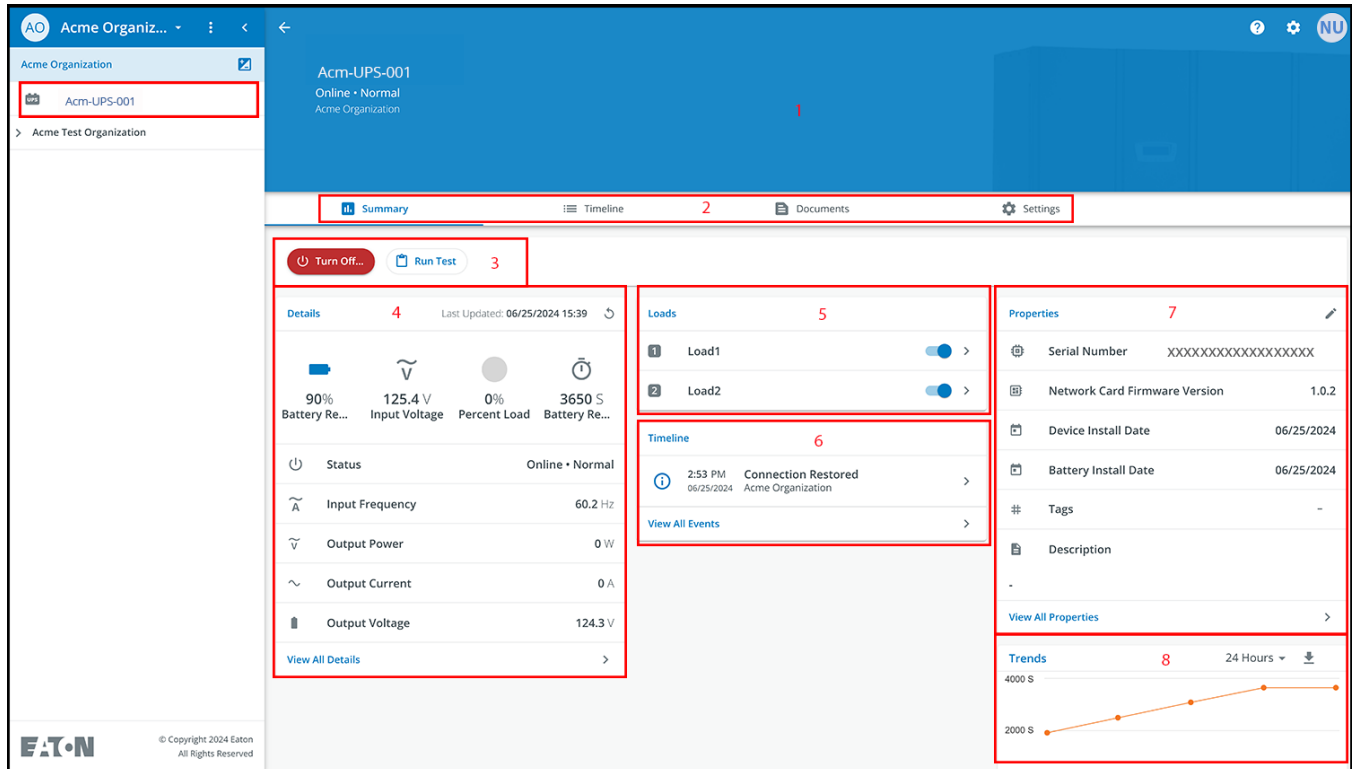 AO Acme Organiz...
NU
Acme Organization
UPS Acm-UPS-001
Acme Test Organization
Acm-UPS-001
Online • Normal
Acme Organization
1
Summary
Timeline
2
Documents
Settings
Turn Off...
Run Test
3
Details
4
Last Updated: 06/25/2024 15:39
90%
Battery Re...
125.4 V
Input Voltage
0%
Percent Load
3650 S
Battery Re...
Status Online • Normal
Input Frequency 60.2 Hz
Output Power 0 W
Output Current 0 A
Output Voltage 124.3 V
View All Details
Loads
5
1 Load1
2 Load2
Timeline
6
2:53 PM Connection Restored
06/25/2024 Acme Organization
View All Events
Properties
7
Serial Number XXXXXXXXXXXXXXXXXX
Network Card Firmware Version 1.0.2
Device Install Date 06/25/2024
Battery Install Date 06/25/2024
# Tags -
Description
-
View All Properties
Trends
8
24 Hours
4000 S
2000 S
EATON
© Copyright 2024 Eaton
All Rights Reserved